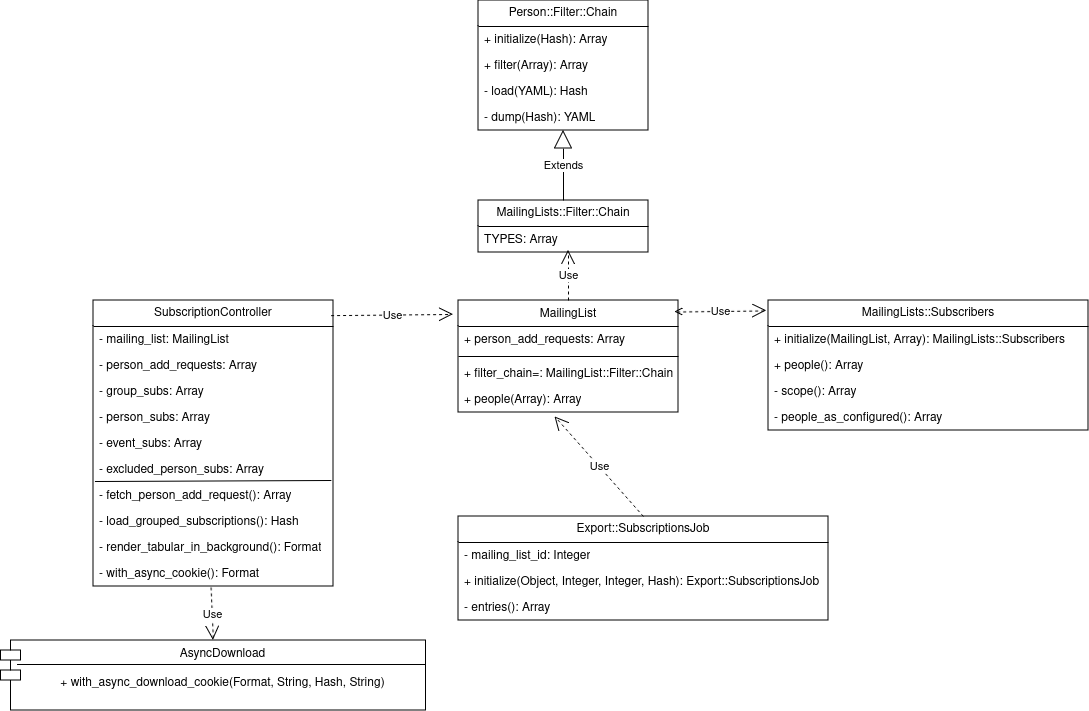 Person::Filter::Chain
+ initialize(Hash): Array
+ filter(Array): Array
- load(YAML): Hash
- dump(Hash): YAML
Extends
MailingLists::Filter::Chain
TYPES: Array
Use
SubscriptionController
- mailing_list: MailingList
- person_add_requests: Array
- group_subs: Array
- person_subs: Array
- event_subs: Array
- excluded_person_subs: Array
- fetch_person_add_request(): Array
- load_grouped_subscriptions(): Hash
- render_tabular_in_background(): Format
- with_async_cookie(): Format
Use
MailingList
+ person_add_requests: Array
+ filter_chain=: MailingList::Filter::Chain
+ people(Array): Array
Use
MailingLists::Subscribers
+ initialize(MailingList, Array): MailingLists::Subscribers
+ people(): Array
- scope(): Array
- people_as_configured(): Array
Use
Export::SubscriptionsJob
- mailing_list_id: Integer
+ initialize(Object, Integer, Integer, Hash): Export::SubscriptionsJob
- entries(): Array
Use
AsyncDownload
+ with_async_download_cookie(Format, String, Hash, String)